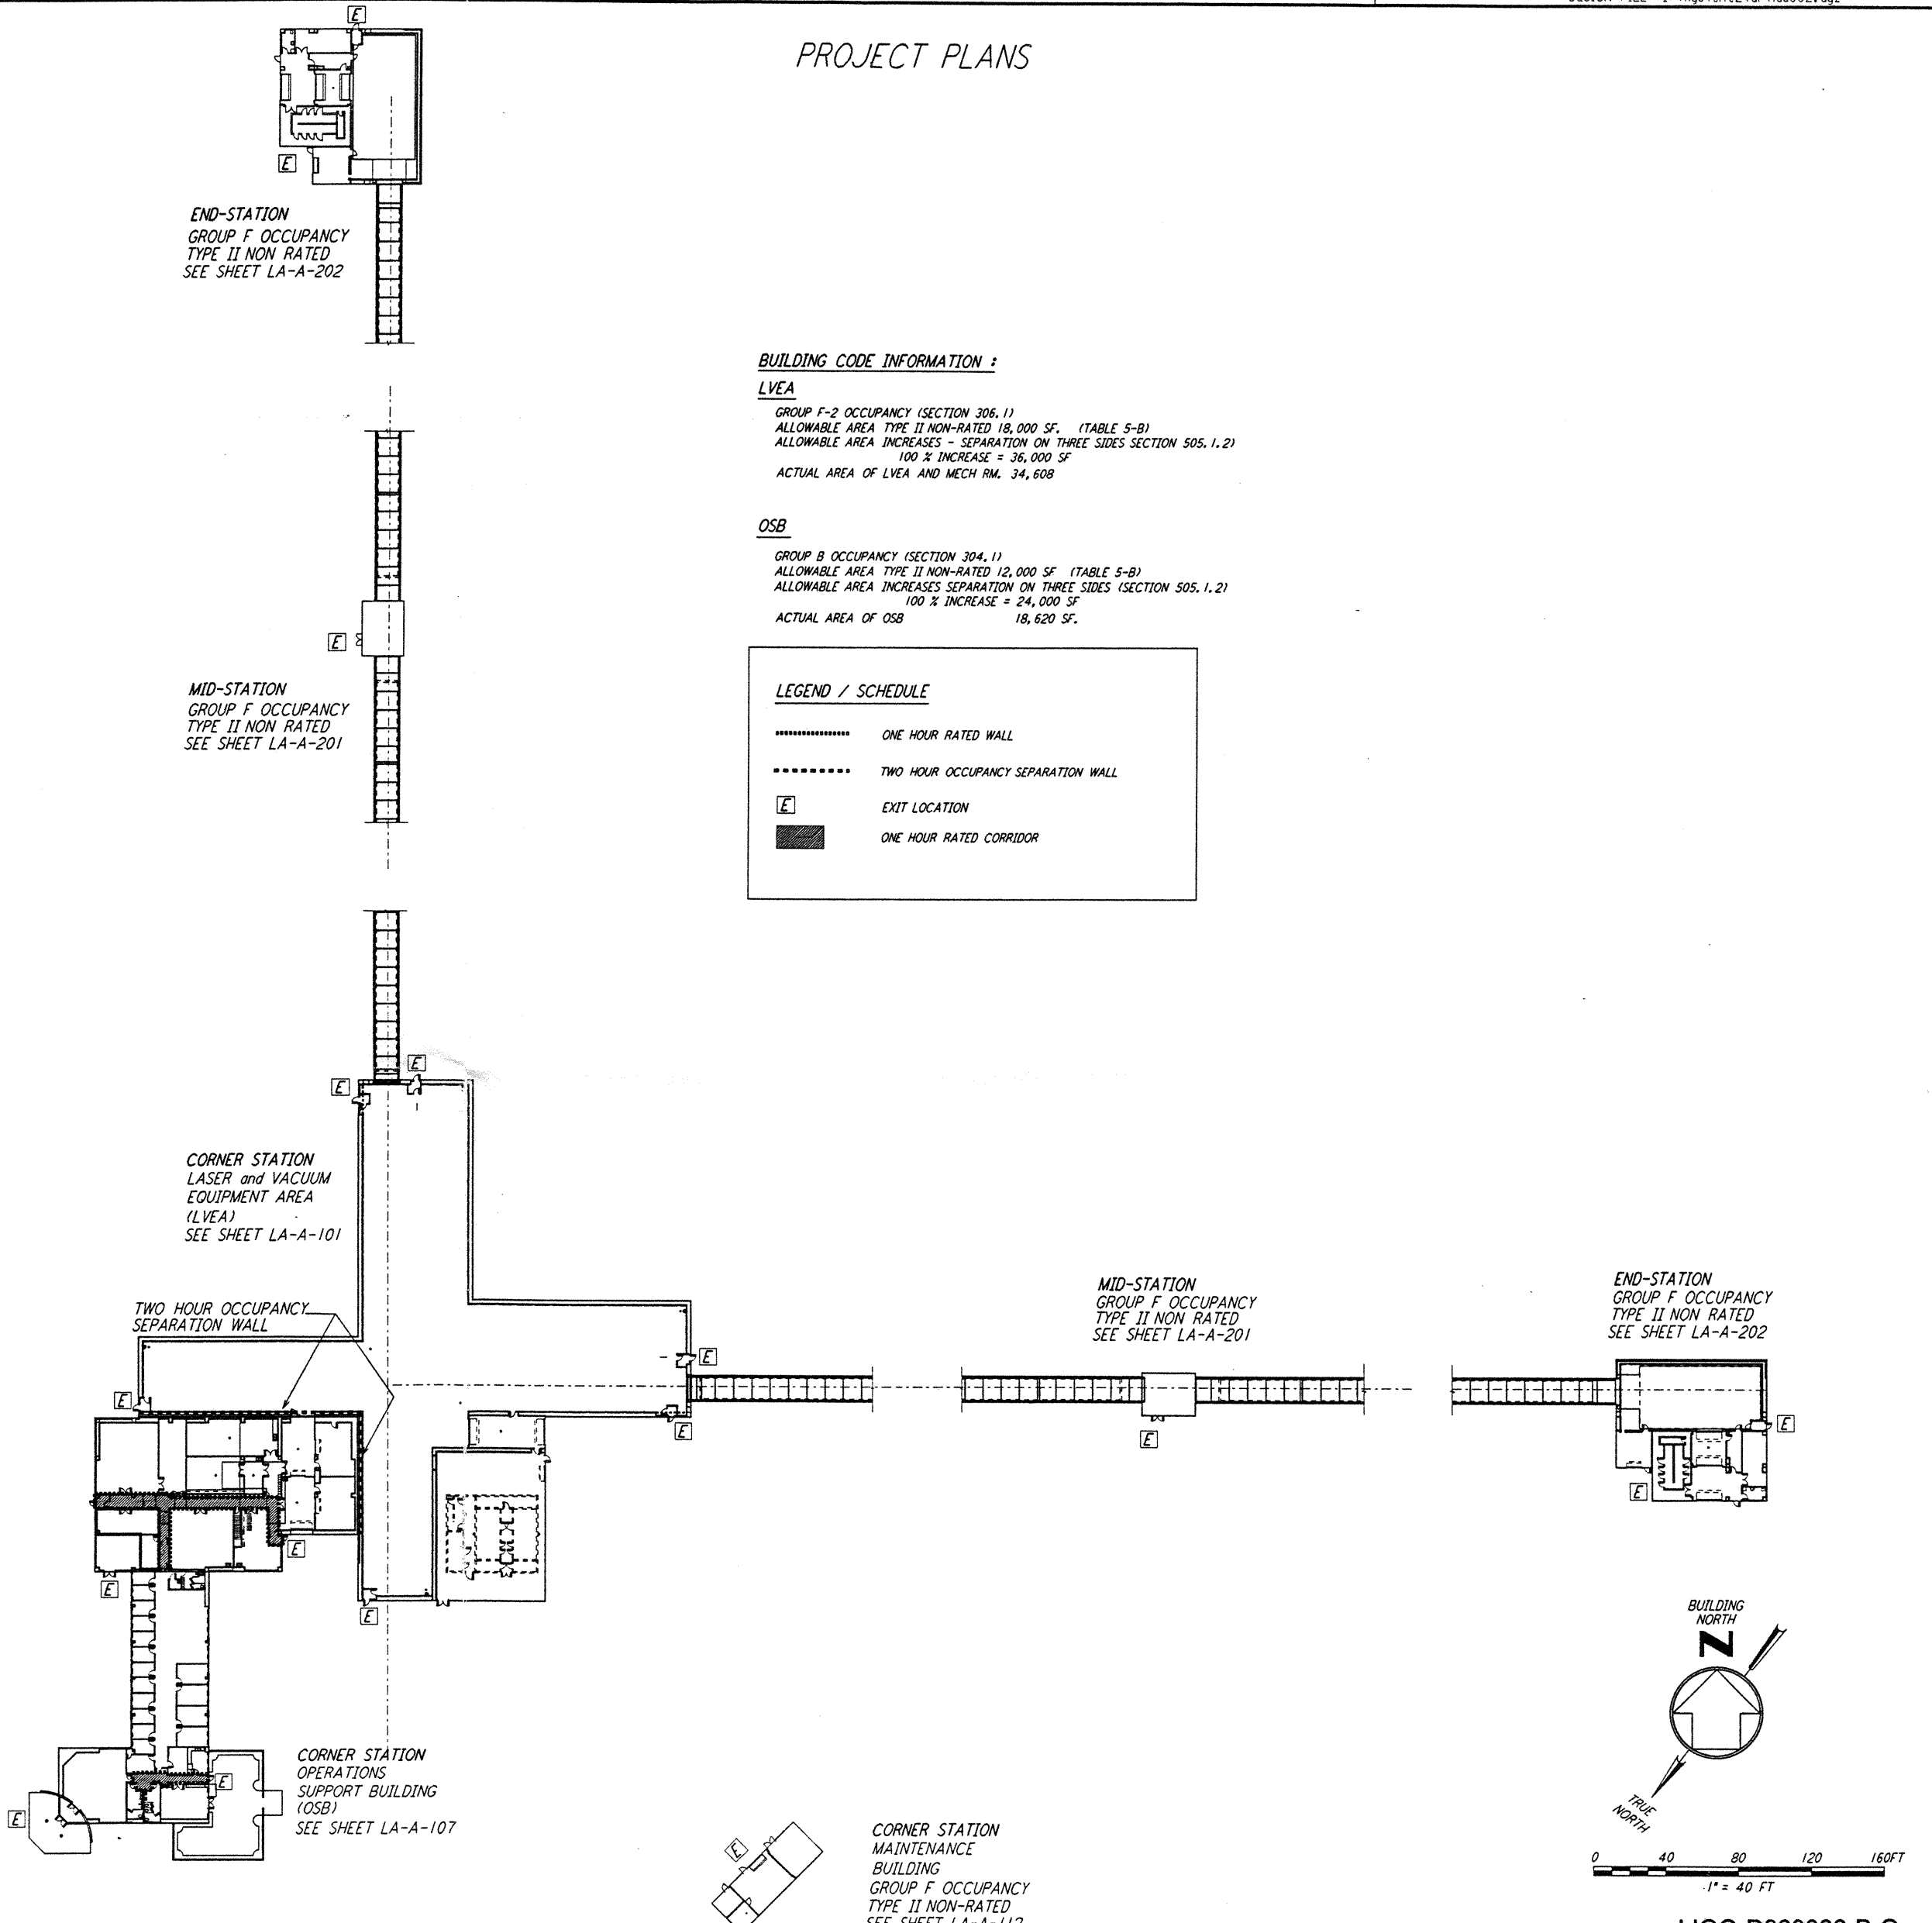 PROJECT PLANS
E
E
END-STATION
GROUP F OCCUPANCY
TYPE II NON RATED
SEE SHEET LA-A-202
BUILDING CODE INFORMATION :
LVEA
GROUP F-2 OCCUPANCY (SECTION 306.1)
ALLOWABLE AREA TYPE II NON-RATED 18,000 SF. (TABLE 5-B)
ALLOWABLE AREA INCREASES - SEPARATION ON THREE SIDES SECTION 505.1.2)
100 % INCREASE = 36,000 SF
ACTUAL AREA OF LVEA AND MECH RM. 34,608
OSB
GROUP B OCCUPANCY (SECTION 304.1)
ALLOWABLE AREA TYPE II NON-RATED 12,000 SF (TABLE 5-B)
ALLOWABLE AREA INCREASES SEPARATION ON THREE SIDES (SECTION 505.1.2)
100 % INCREASE = 24,000 SF
ACTUAL AREA OF OSB 18,620 SF.
E
MID-STATION
GROUP F OCCUPANCY
TYPE II NON RATED
SEE SHEET LA-A-201
LEGEND / SCHEDULE
ONE HOUR RATED WALL
TWO HOUR OCCUPANCY SEPARATION WALL
E EXIT LOCATION
ONE HOUR RATED CORRIDOR
E
E
CORNER STATION
LASER and VACUUM
EQUIPMENT AREA
(LVEA)
SEE SHEET LA-A-101
TWO HOUR OCCUPANCY
SEPARATION WALL
MID-STATION
GROUP F OCCUPANCY
TYPE II NON RATED
SEE SHEET LA-A-201
END-STATION
GROUP F OCCUPANCY
TYPE II NON RATED
SEE SHEET LA-A-202
E
E
E
E
E
E
E
E
E
BUILDING
NORTH
N
TRUE
NORTH
CORNER STATION
OPERATIONS
SUPPORT BUILDING
(OSB)
SEE SHEET LA-A-107
E
E
E
CORNER STATION
MAINTENANCE
BUILDING
GROUP F OCCUPANCY
TYPE II NON-RATED
SEE SHEET LA-A-112
0 40 80 120 160FT
1" = 40 FT